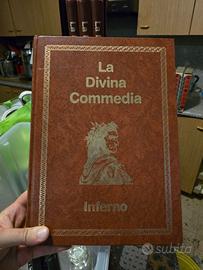 La
Divina
Commedia
Inferno
subito